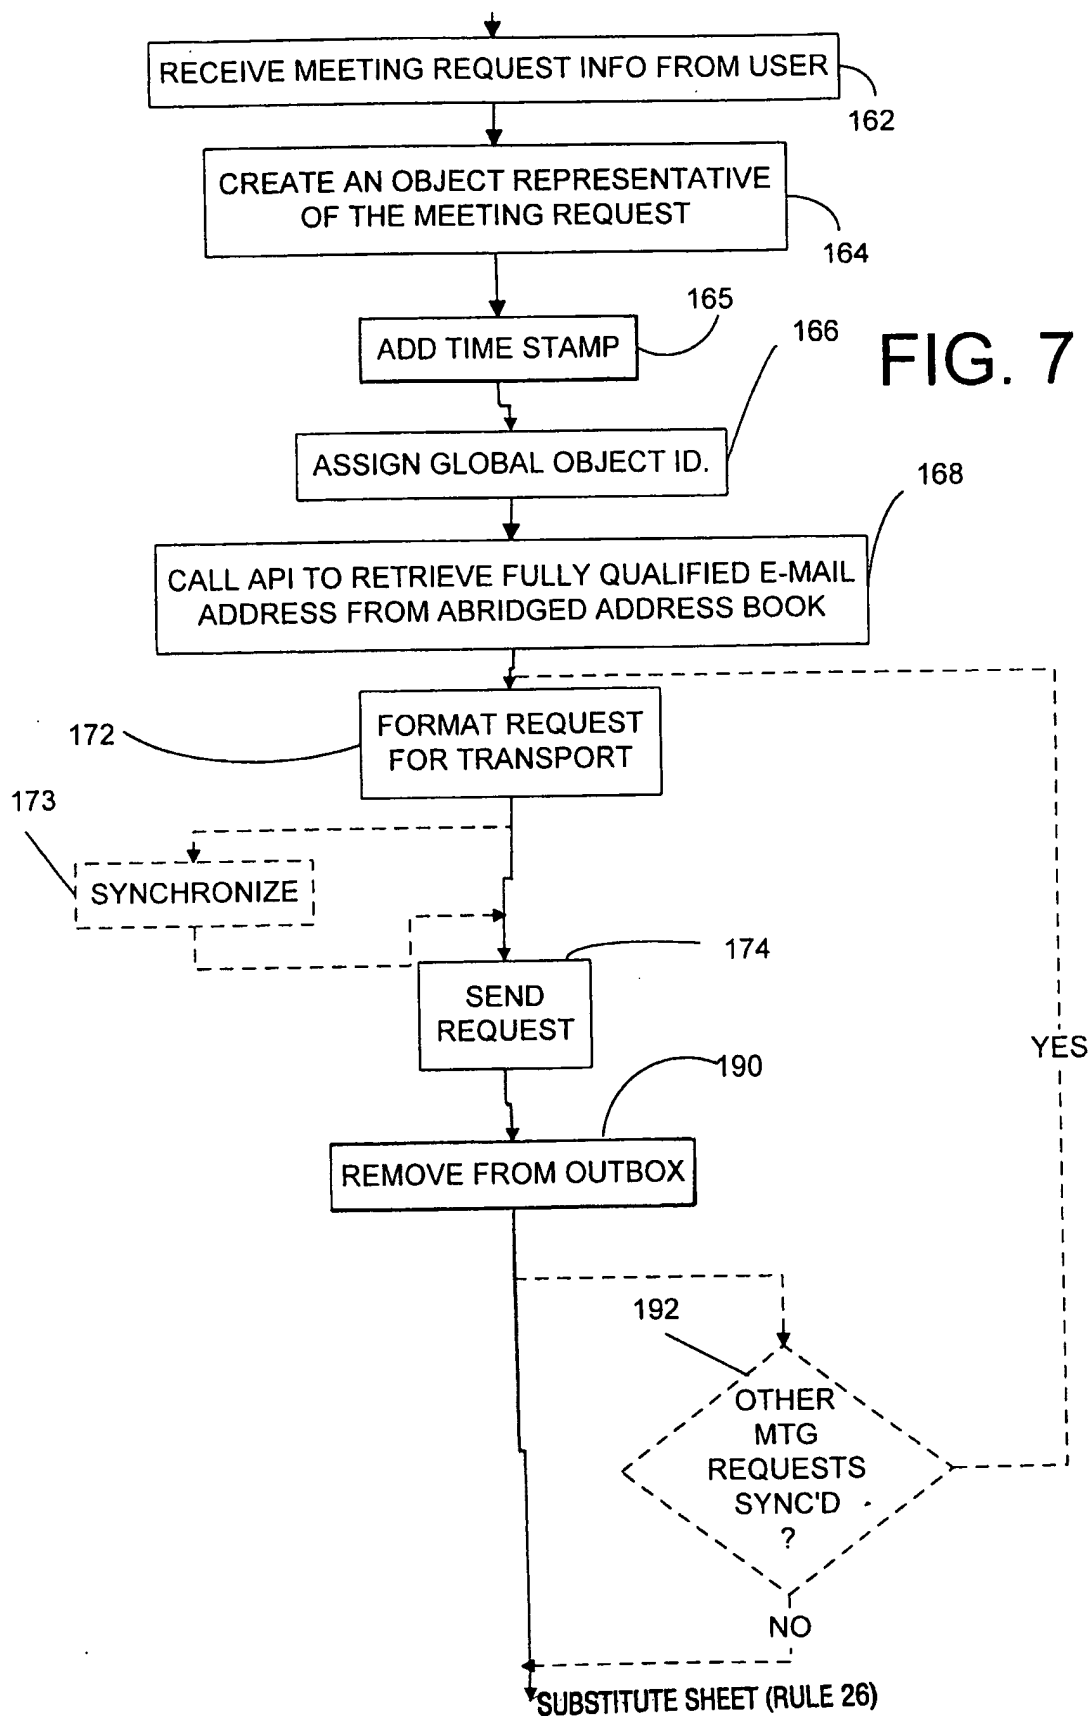 RECEIVE MEETING REQUEST INFO FROM USER
162
CREATE AN OBJECT REPRESENTATIVE
OF THE MEETING REQUEST
164
165
ADD TIME STAMP
166
FIG. 7
ASSIGN GLOBAL OBJECT ID.
168
CALL API TO RETRIEVE FULLY QUALIFIED E-MAIL
ADDRESS FROM ABRIDGED ADDRESS BOOK
172
FORMAT REQUEST
FOR TRANSPORT
173
SYNCHRONIZE
174
SEND
REQUEST
YES
190
REMOVE FROM OUTBOX
192
OTHER
MTG
REQUESTS
SYNC'D
?
NO
SUBSTITUTE SHEET (RULE 26)